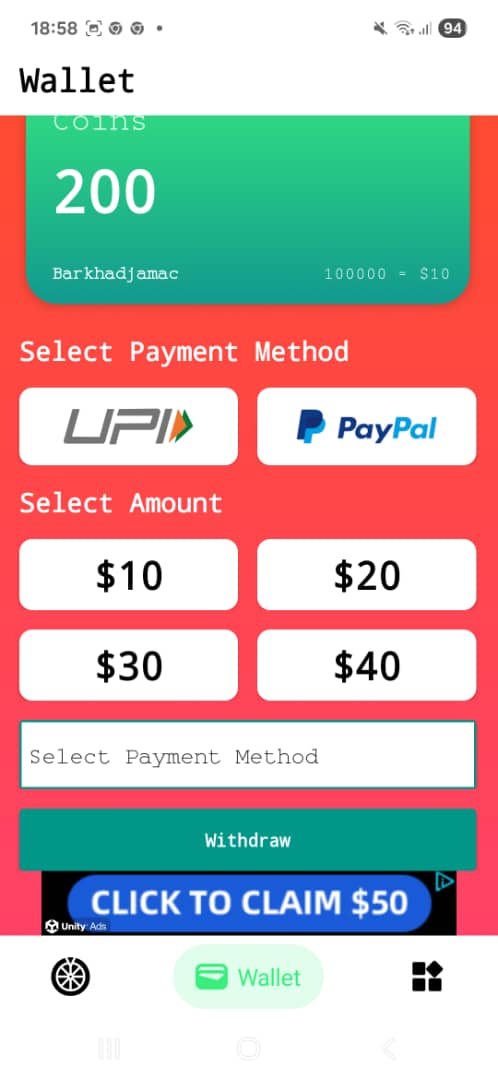 18:58
94
Wallet
Coins
200
Barkhadjamac 100000 = $10
Select Payment Method
UPI PayPal
Select Amount
$10 $20
$30 $40
Select Payment Method
Withdraw
CLICK TO CLAIM $50
Unity Ads
Wallet